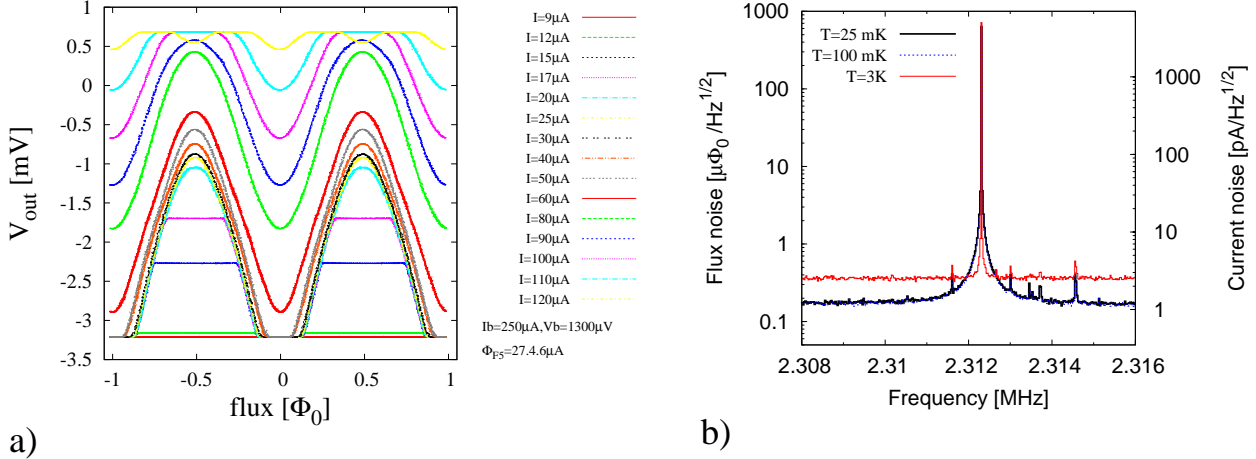 1
0.5
0
-0.5
-1
-1.5
-2
-2.5
-3
-3.5
V_out [mV]
-1 -0.5 0 0.5 1
flux [Φ_0]
I=9µA
I=12µA
I=15µA
I=17µA
I=20µA
I=25µA
I=30µA
I=40µA
I=50µA
I=60µA
I=80µA
I=90µA
I=100µA
I=110µA
I=120µA
Ib=250µA,Vb=1300µV
Φ_F5=27.4.6µA
a)
1000
100
10
1
0.1
Flux noise [µΦ_0/Hz^1/2]
T=25 mK
T=100 mK
T=3K
1000
100
10
1
Current noise [pA/Hz^1/2]
2.308 2.31 2.312 2.314 2.316
Frequency [MHz]
b)